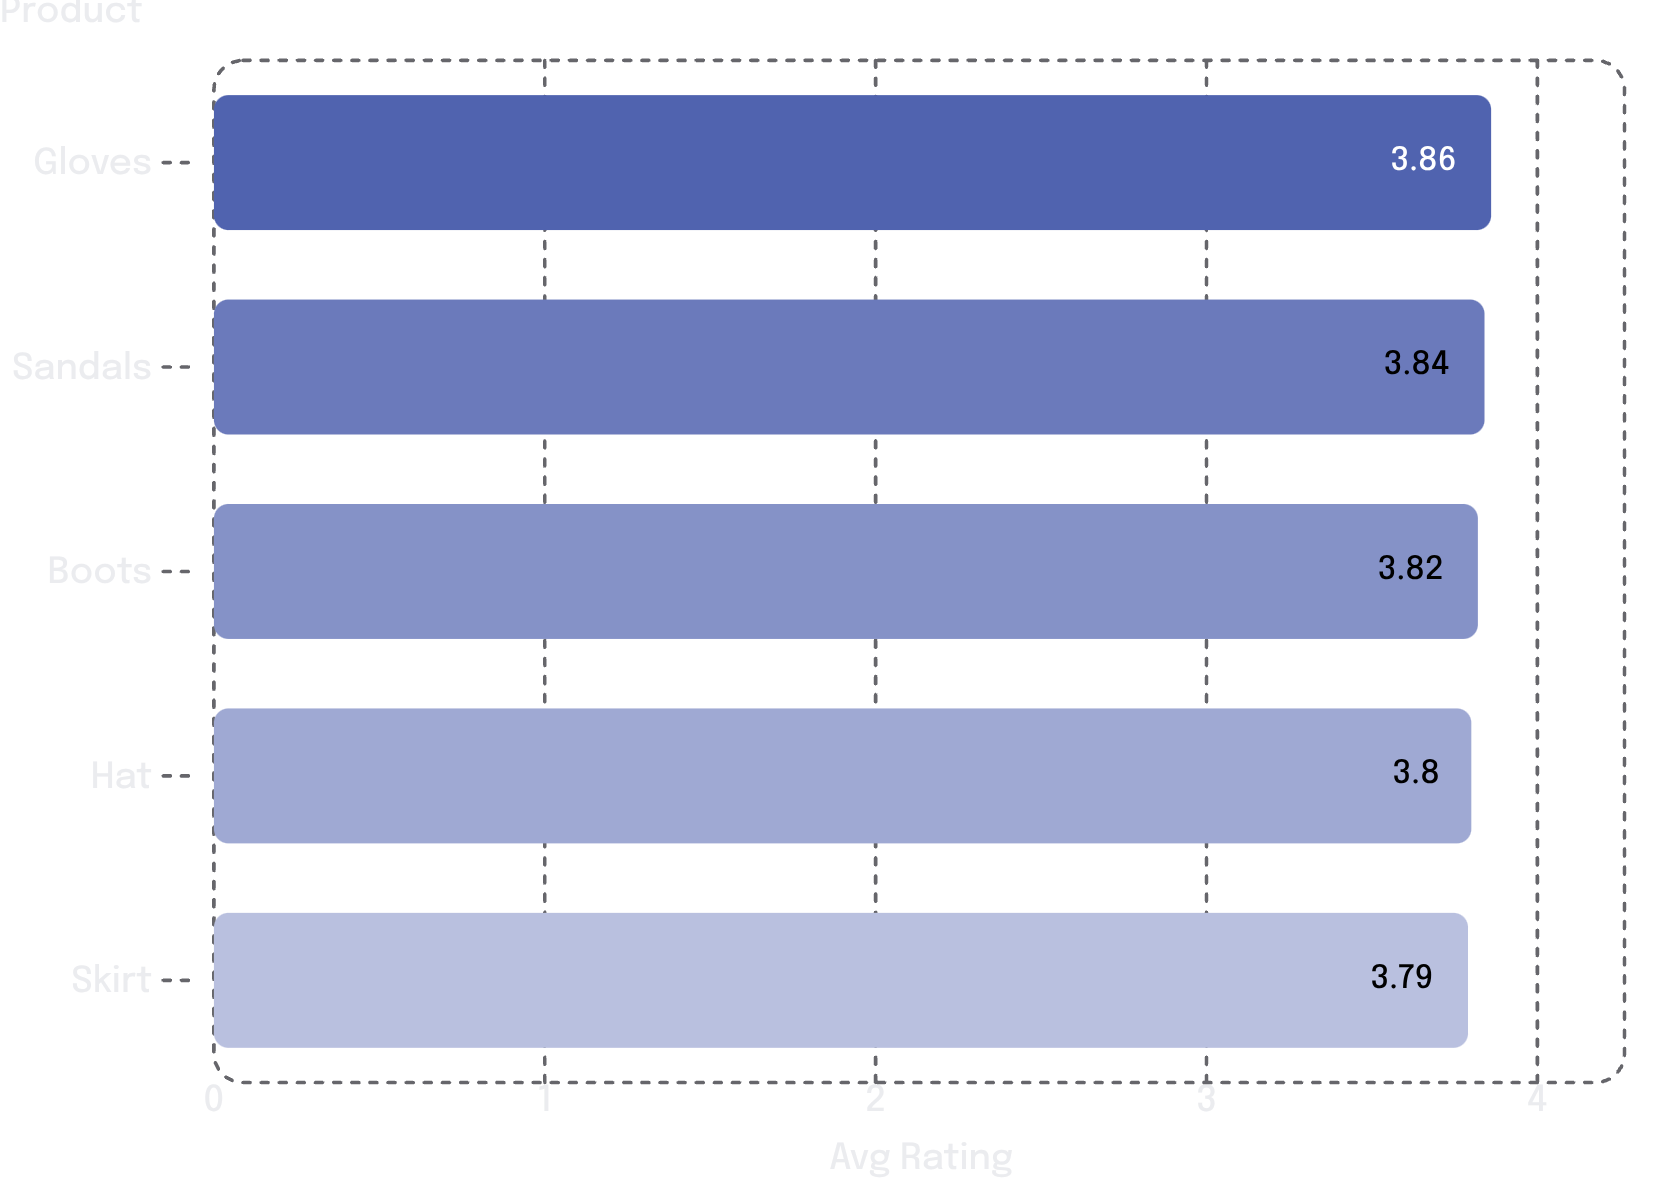 Product
Gloves 3.86
Sandals 3.84
Boots 3.82
Hat 3.8
Skirt 3.79
0 1 2 3 4
Avg Rating